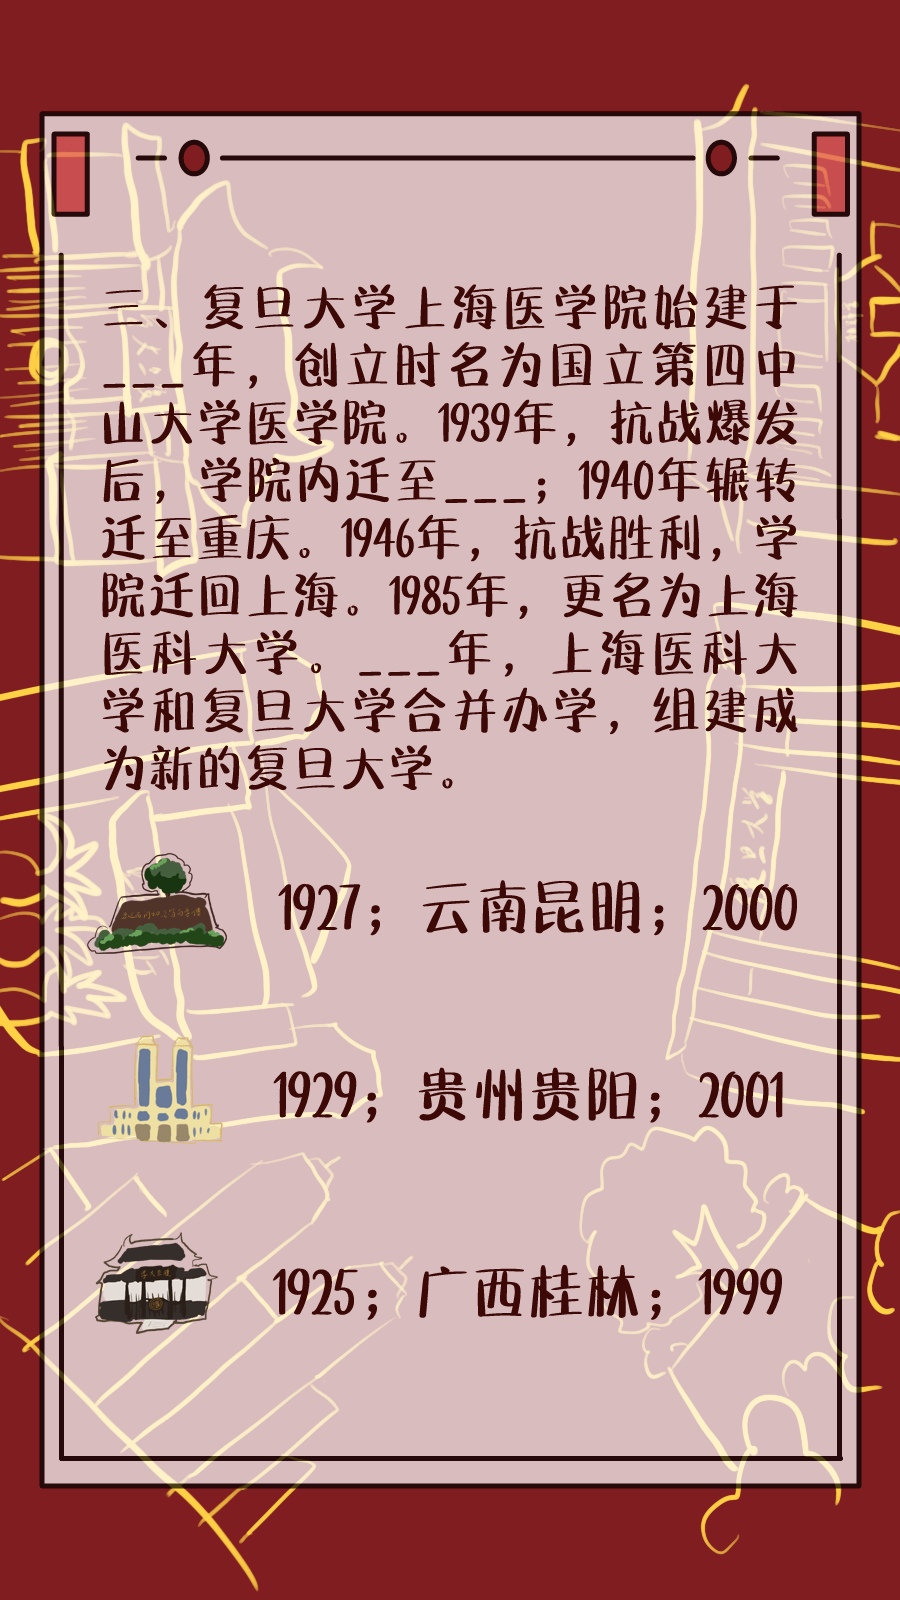 三、复旦大学上海医学院始建于
___年，创立时名为国立第四中
山大学医学院。1939年，抗战爆发
后，学院内迁至___；1940年辗转
迁至重庆。1946年，抗战胜利，学
院迁回上海。1985年，更名为上海
医科大学。___年，上海医科大
学和复旦大学合并办学，组建成
为新的复旦大学。
1927；云南昆明；2000
1929；贵州贵阳；2001
1925；广西桂林；1999